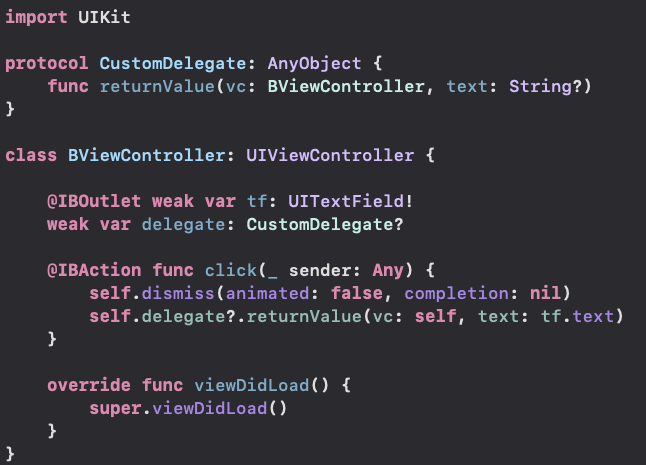 import UIKit
protocol CustomDelegate: AnyObject {
    func returnValue(vc: BViewController, text: String?)
}
class BViewController: UIViewController {
    @IBOutlet weak var tf: UITextField!
    weak var delegate: CustomDelegate?
    @IBAction func click(_ sender: Any) {
        self.dismiss(animated: false, completion: nil)
        self.delegate?.returnValue(vc: self, text: tf.text)
    }
    override func viewDidLoad() {
        super.viewDidLoad()
    }
}